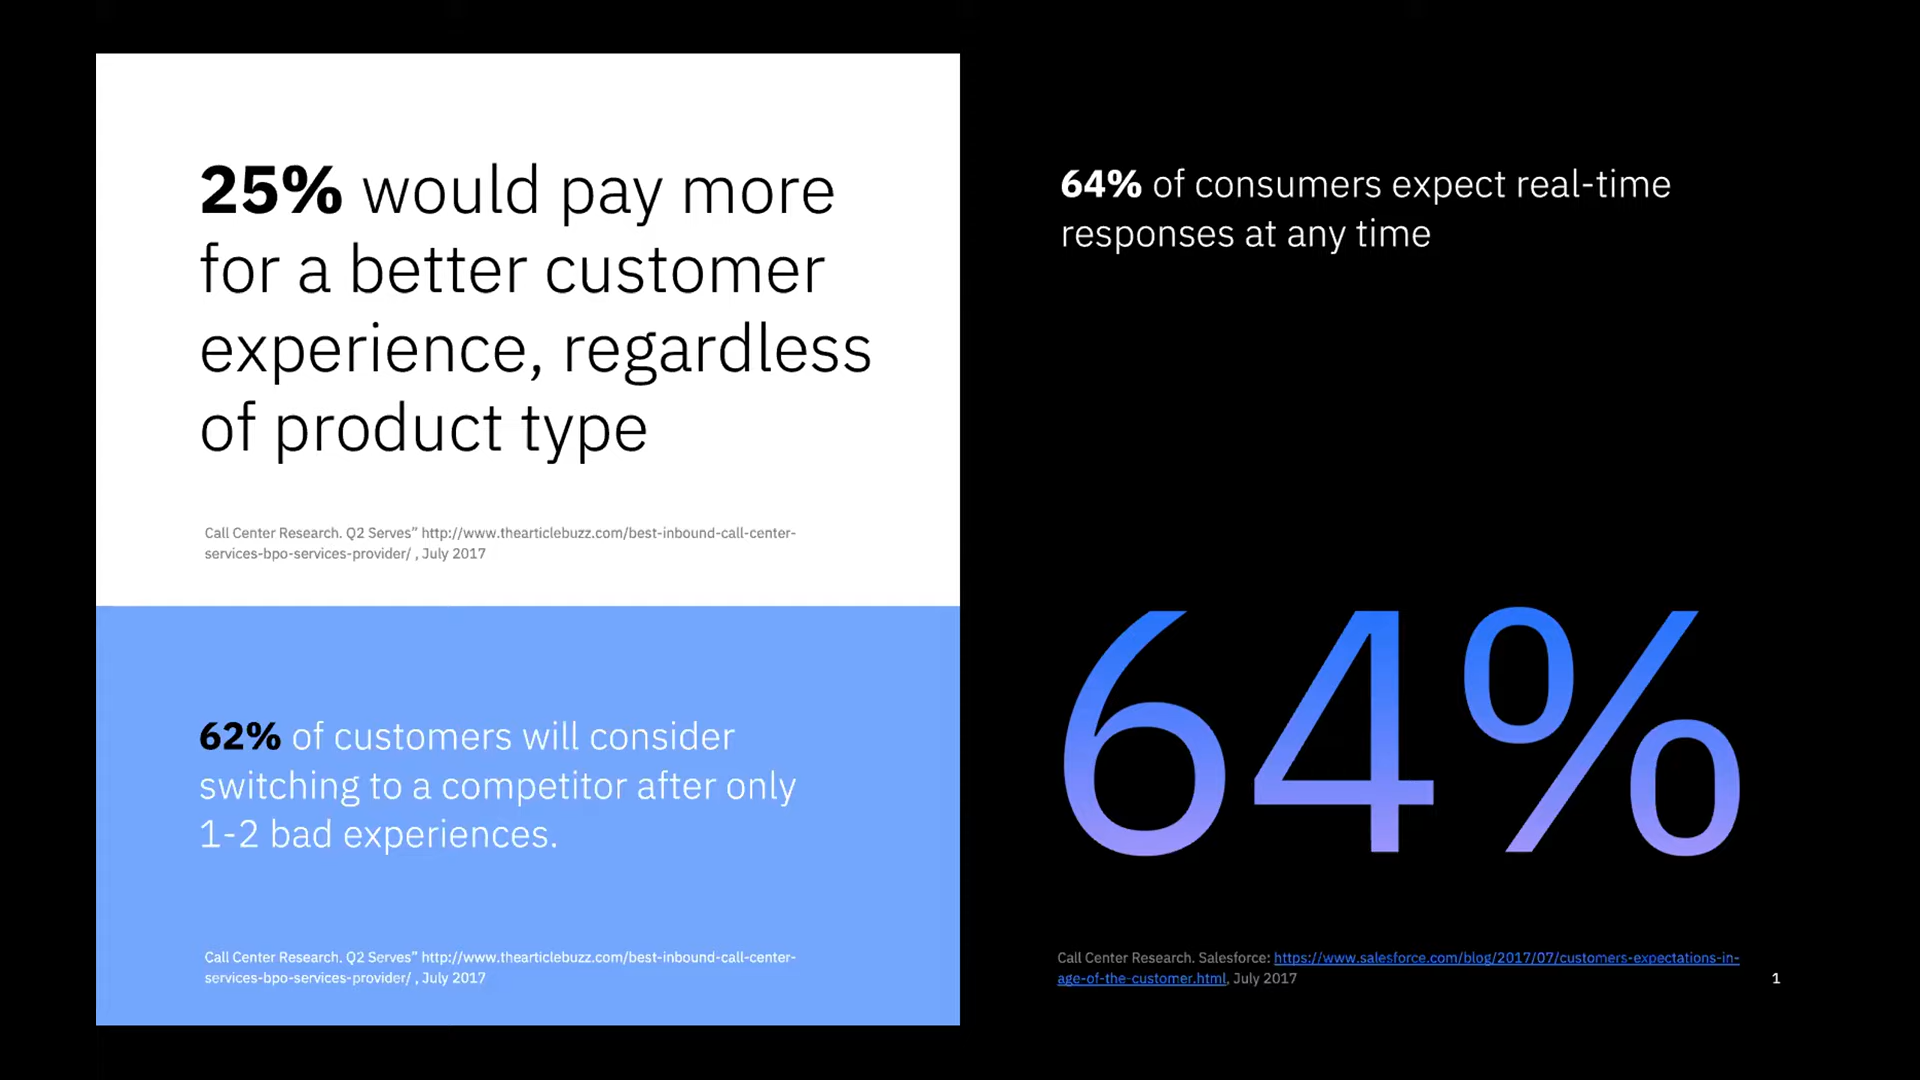 25% would pay more
for a better customer
experience, regardless
of product type
Call Center Research. Q2 Serves” http://www.thearticlebuzz.com/best-inbound-call-center-
services-bpo-services-provider/ , July 2017
62% of customers will consider
switching to a competitor after only
1-2 bad experiences.
Call Center Research. Q2 Serves” http://www.thearticlebuzz.com/best-inbound-call-center-
services-bpo-services-provider/ , July 2017
64% of consumers expect real-time
responses at any time
64%
Call Center Research. Salesforce: https://www.salesforce.com/blog/2017/07/customers-expectations-in-
age-of-the-customer.html, July 2017
1